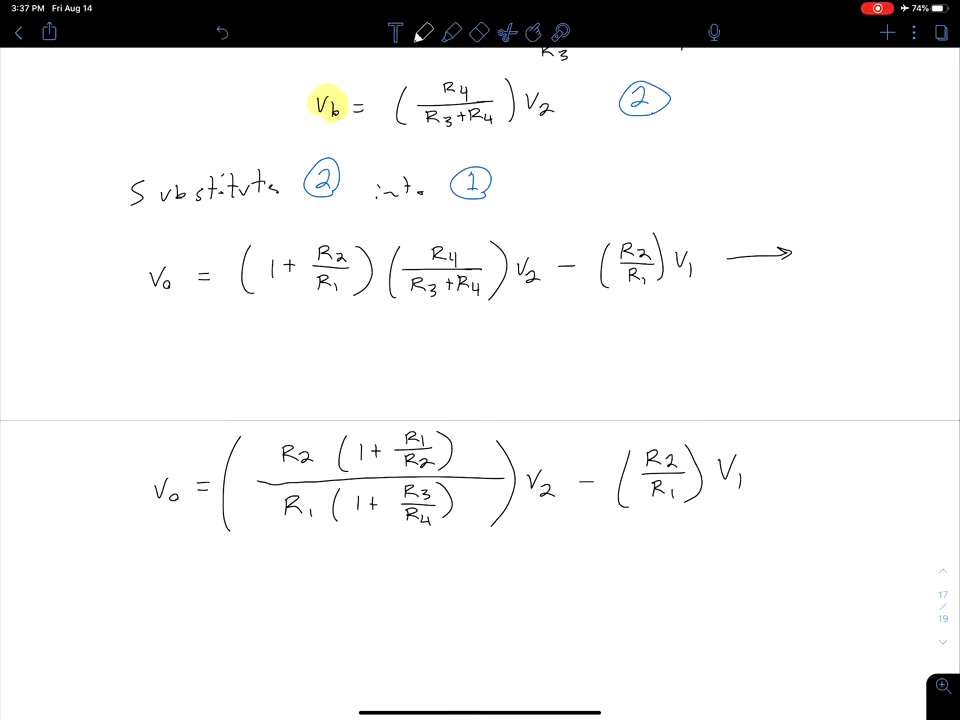 3:37 PM Fri Aug 14 74%
R3
Vb = (R4 / (R3+R4)) V2 ②
Substitutes ② into ①
Vo = (1 + R2/R1) (R4 / (R3+R4)) V2 − (R2/R1) V1 ⟶
Vo = (R2 (1 + R1/R2) / R1 (1 + R3/R4)) V2 − (R2/R1) V1
17
/
19